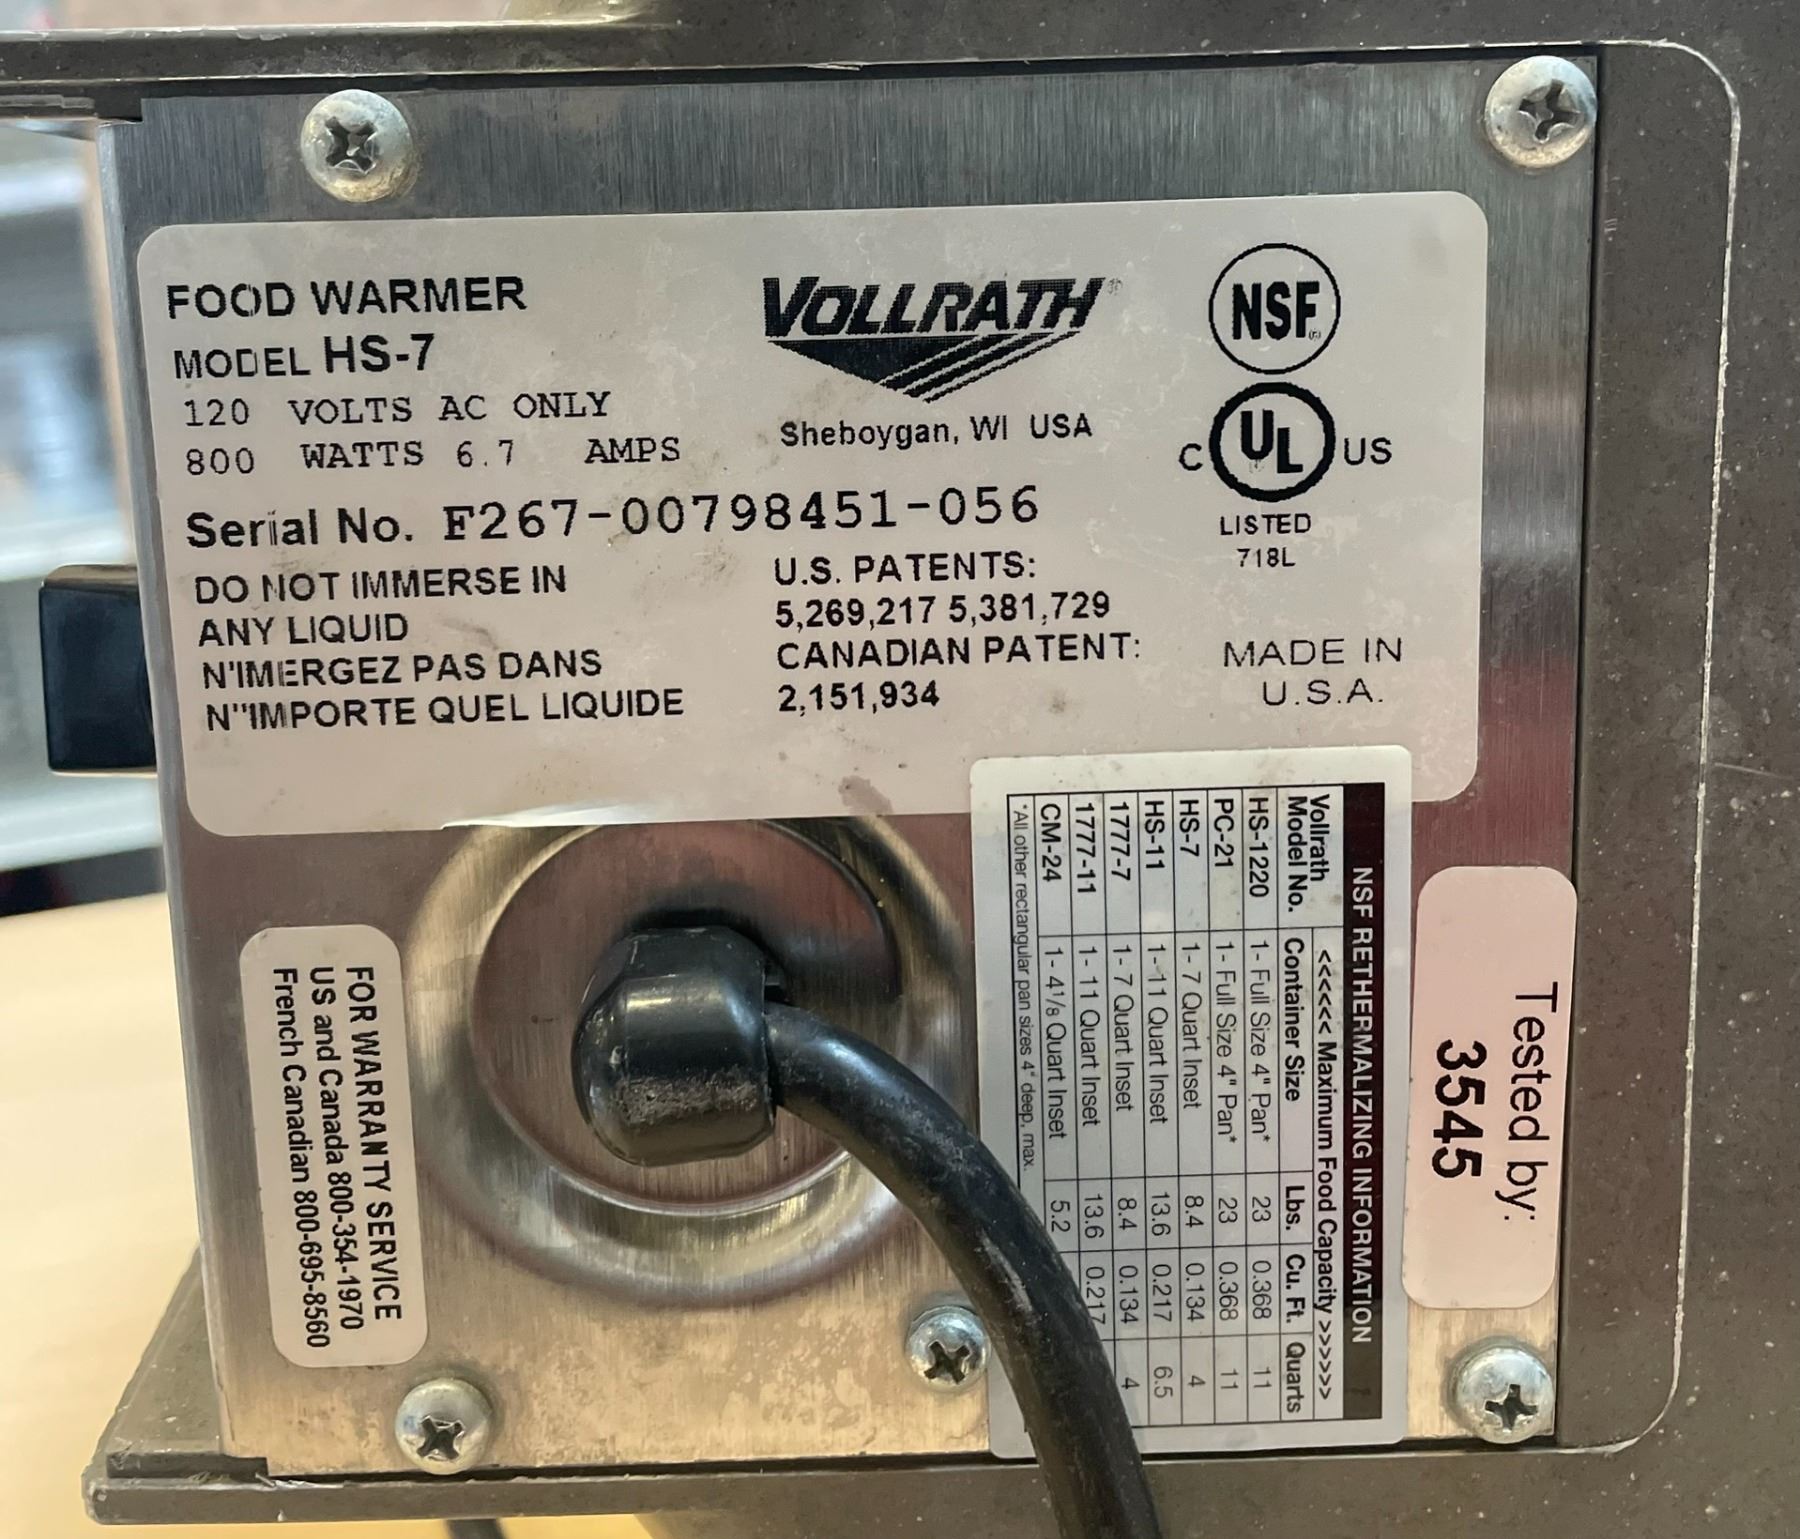 FOOD WARMER
MODEL HS-7
120 VOLTS AC ONLY
800 WATTS 6.7 AMPS
VOLLRATH®
Sheboygan, WI USA
NSF®
C UL US
LISTED
718L
Serial No. F267-00798451-056
DO NOT IMMERSE IN
ANY LIQUID
N'IMERGEZ PAS DANS
N''IMPORTE QUEL LIQUIDE
U.S. PATENTS:
5,269,217 5,381,729
CANADIAN PATENT:
2,151,934
MADE IN
U.S.A.
NSF RETHERMALIZING INFORMATION
Vollrath <<<<<< Maximum Food Capacity >>>>>>
Model No. Container Size Lbs. Cu. Ft. Quarts
HS-1220 1- Full Size 4" Pan* 23 0.368 11
PC-21 1- Full Size 4" Pan* 23 0.368 11
HS-7 1- 7 Quart Inset 8.4 0.134 4
HS-11 1- 11 Quart Inset 13.6 0.217 6.5
1777-7 1- 7 Quart Inset 8.4 0.134 4
1777-11 1- 11 Quart Inset 13.6 0.217
CM-24 1- 4 1/8 Quart Inset 5.2
*All other rectangular pan sizes 4" deep, max.
Tested by:
3545
FOR WARRANTY SERVICE
US and Canada 800-354-1970
French Canadian 800-695-8560